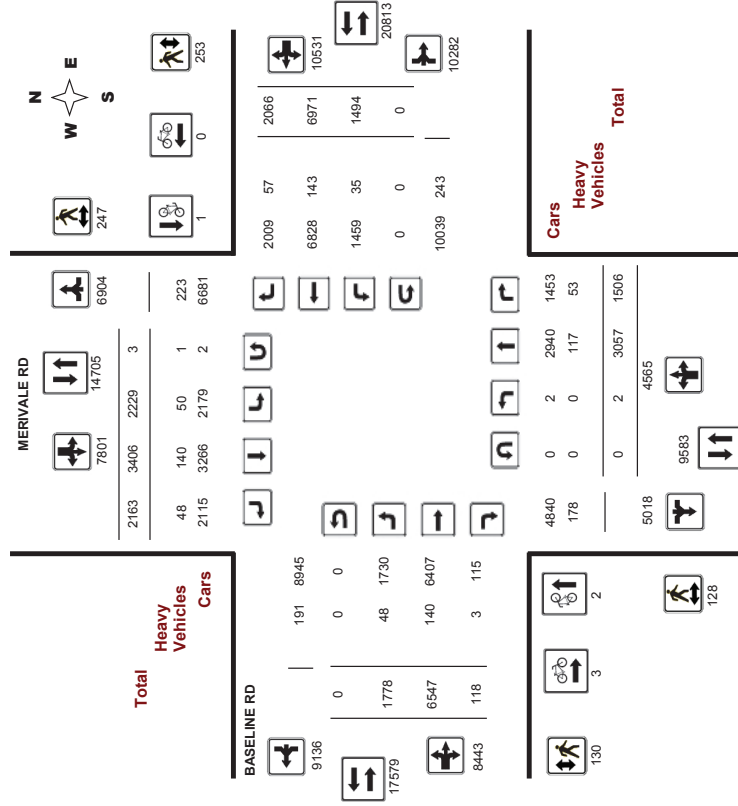 N
W E
S
MERIVALE RD
7801
14705
6904
247
253
1
0
2163 3406 2229 3
48 140 50 1 223
2115 3266 2179 2 6681
Total
Heavy
Vehicles
Cars
2009 57 2066
6828 143 6971
1459 35 1494
0 0 0
10039 243
10531
20813
10282
BASELINE RD
9136
17579
8443
191 8945
0 0 0
1778 48 1730
6547 140 6407
118 3 115
4840 0 2 2940 1453
178 0 0 117 53
0 2 3057 1506
5018
9583
4565
Cars
Heavy
Vehicles
Total
130
3
2
128